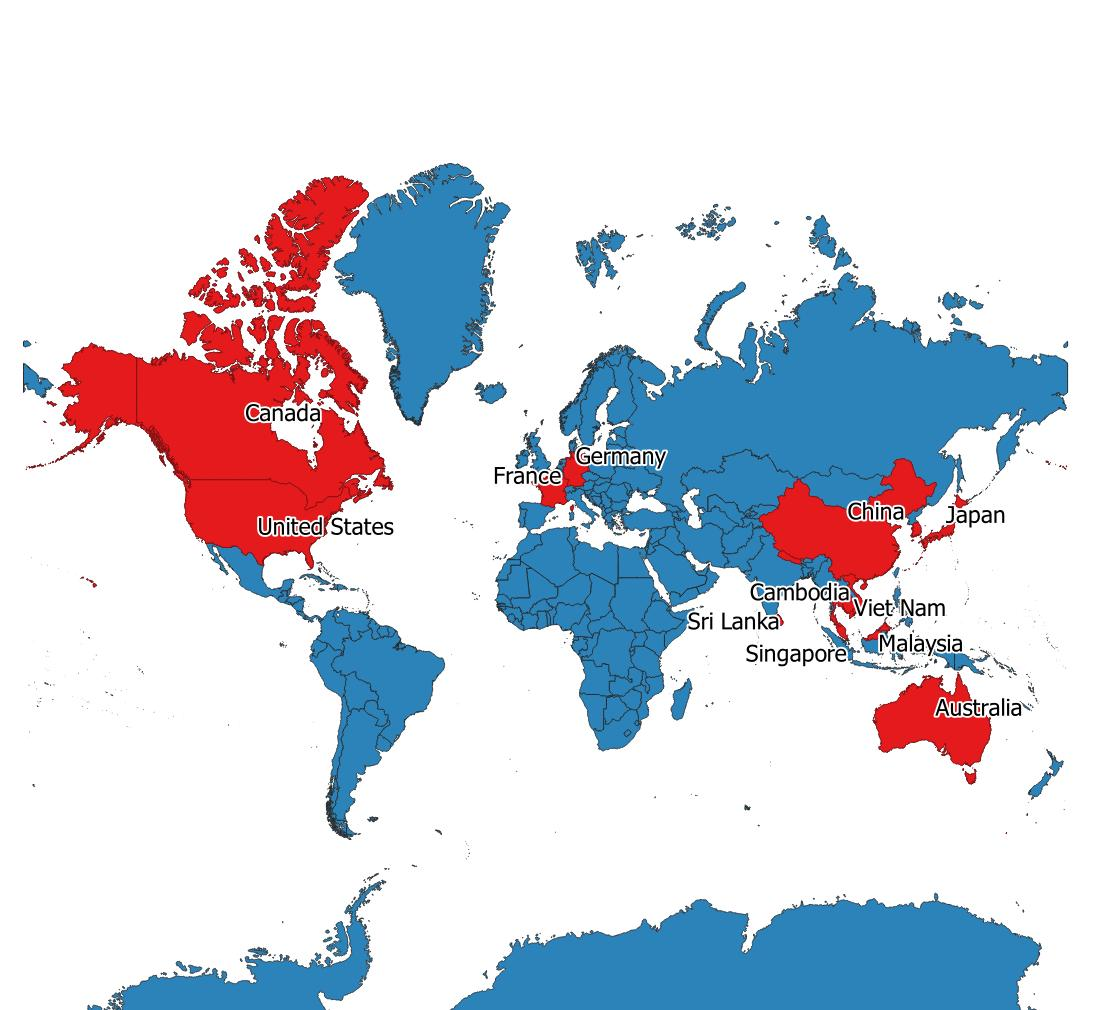 Canada
Germany
France
China
Japan
United States
Cambodia
Viet Nam
Sri Lanka
Malaysia
Singapore
Australia